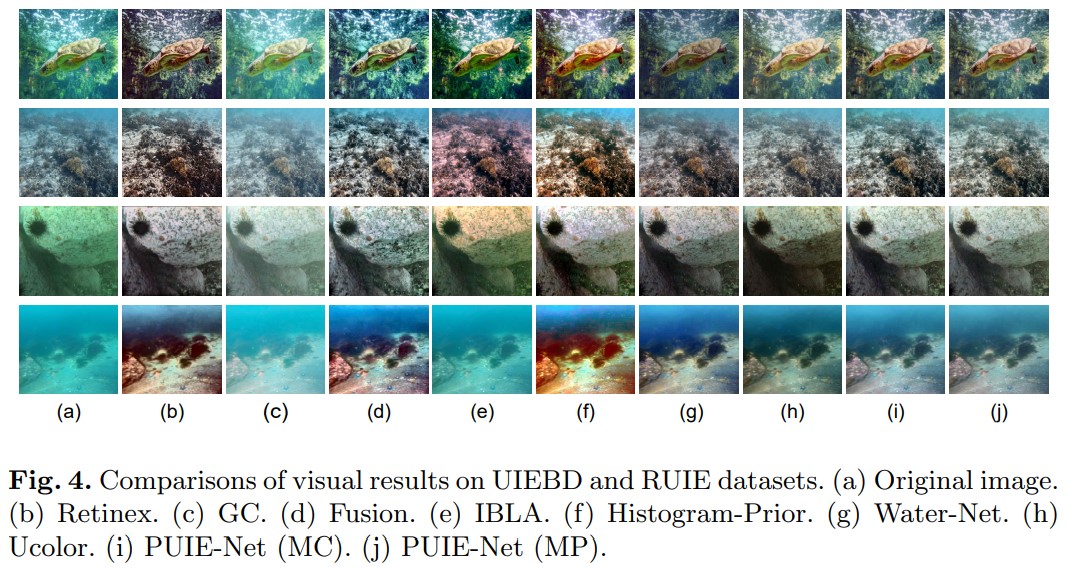 (a) (b) (c) (d) (e) (f) (g) (h) (i) (j)
Fig. 4. Comparisons of visual results on UIEBD and RUIE datasets. (a) Original image.
(b) Retinex. (c) GC. (d) Fusion. (e) IBLA. (f) Histogram-Prior. (g) Water-Net. (h)
Ucolor. (i) PUIE-Net (MC). (j) PUIE-Net (MP).